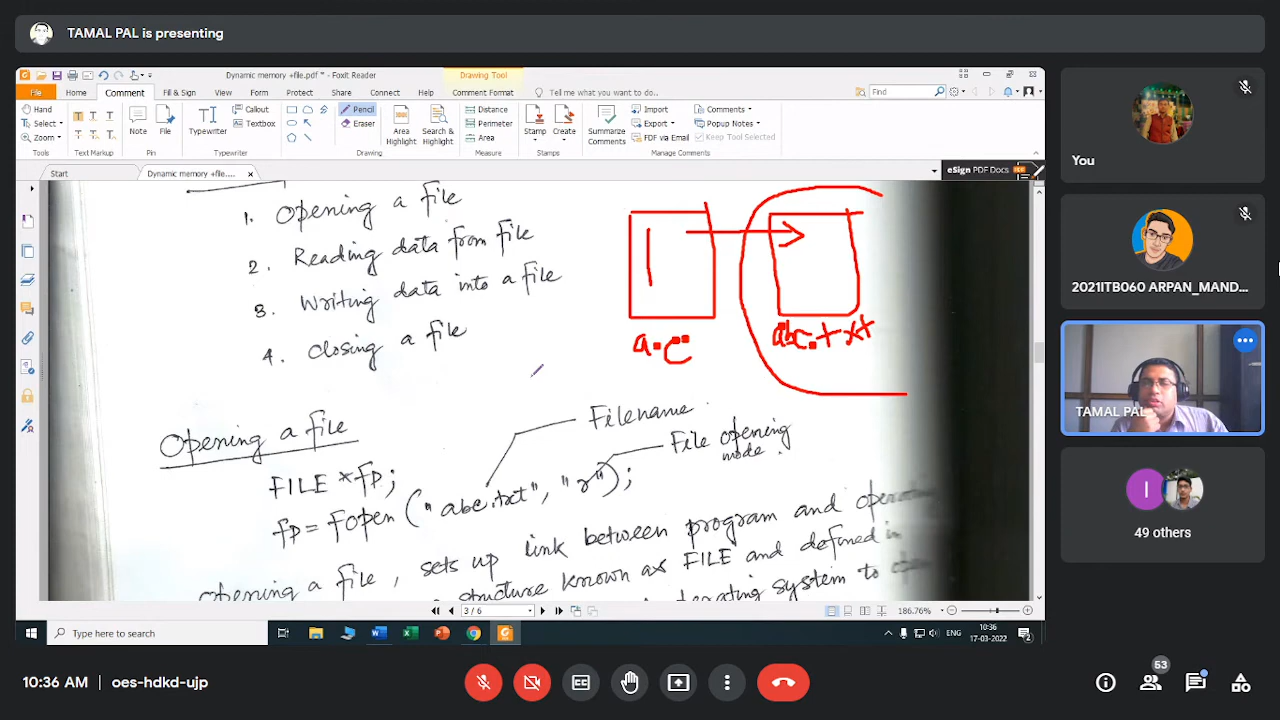 TAMAL PAL is presenting
Dynamic memory +file.pdf * - Foxit Reader
Drawing Tool
File Home Comment Fill & Sign View Form Protect Share Connect Help Comment Format Tell me what you want to do.. Find
Hand
Select
Zoom
Tools
Text Markup
Note
File
Pin
Typewriter
Callout
Textbox
Typewriter
Pencil
Eraser
Drawing
Area Highlight
Search & Highlight
Distance
Perimeter
Area
Measure
Stamp
Create
Stamps
Summarize Comments
Import
Export
FDF via Email
Comments
Popup Notes
Keep Tool Selected
Manage Comments
Start
Dynamic memory +file....
eSign PDF Docs
1. Opening a file
2. Reading data from file
3. Writing data into a file
4. closing a file
a.c
abc.txt
Opening a file
Filename
File opening mode.
FILE *fp;
fp = fopen ("abc.txt", "r");
opening a file, sets up link between program and
structure known as FILE and defined in
system to
3 / 6
186.76%
Type here to search
ENG
10:36
17-03-2022
You
2021ITB060 ARPAN_MAND...
TAMAL PAL
I
49 others
10:36 AM | oes-hdkd-ujp
53